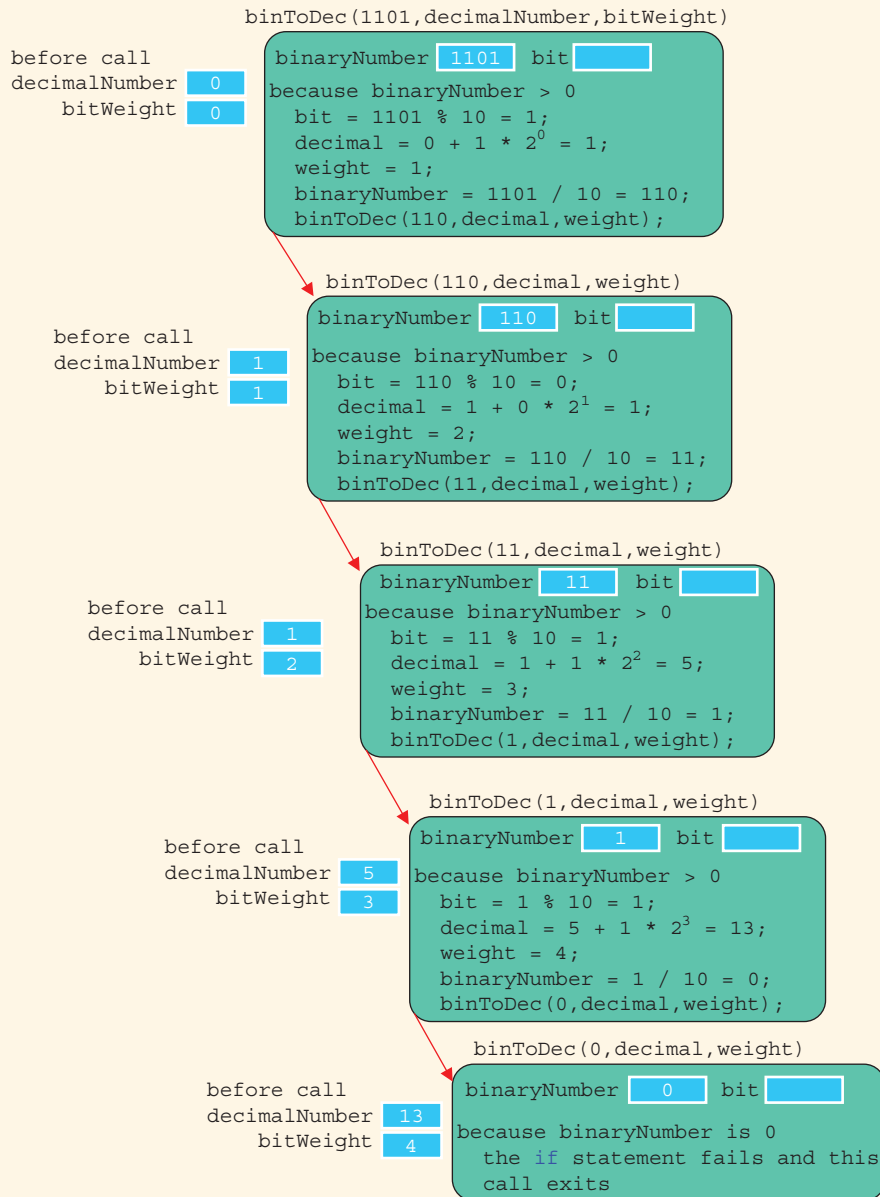 binToDec(1101,decimalNumber,bitWeight)
before call
decimalNumber 0
bitWeight 0
binaryNumber 1101 bit
because binaryNumber > 0
bit = 1101 % 10 = 1;
decimal = 0 + 1 * 2^0 = 1;
weight = 1;
binaryNumber = 1101 / 10 = 110;
binToDec(110,decimal,weight);
binToDec(110,decimal,weight)
before call
decimalNumber 1
bitWeight 1
binaryNumber 110 bit
because binaryNumber > 0
bit = 110 % 10 = 0;
decimal = 1 + 0 * 2^1 = 1;
weight = 2;
binaryNumber = 110 / 10 = 11;
binToDec(11,decimal,weight);
binToDec(11,decimal,weight)
before call
decimalNumber 1
bitWeight 2
binaryNumber 11 bit
because binaryNumber > 0
bit = 11 % 10 = 1;
decimal = 1 + 1 * 2^2 = 5;
weight = 3;
binaryNumber = 11 / 10 = 1;
binToDec(1,decimal,weight);
binToDec(1,decimal,weight)
before call
decimalNumber 5
bitWeight 3
binaryNumber 1 bit
because binaryNumber > 0
bit = 1 % 10 = 1;
decimal = 5 + 1 * 2^3 = 13;
weight = 4;
binaryNumber = 1 / 10 = 0;
binToDec(0,decimal,weight);
binToDec(0,decimal,weight)
before call
decimalNumber 13
bitWeight 4
binaryNumber 0 bit
because binaryNumber is 0
the if statement fails and this
call exits